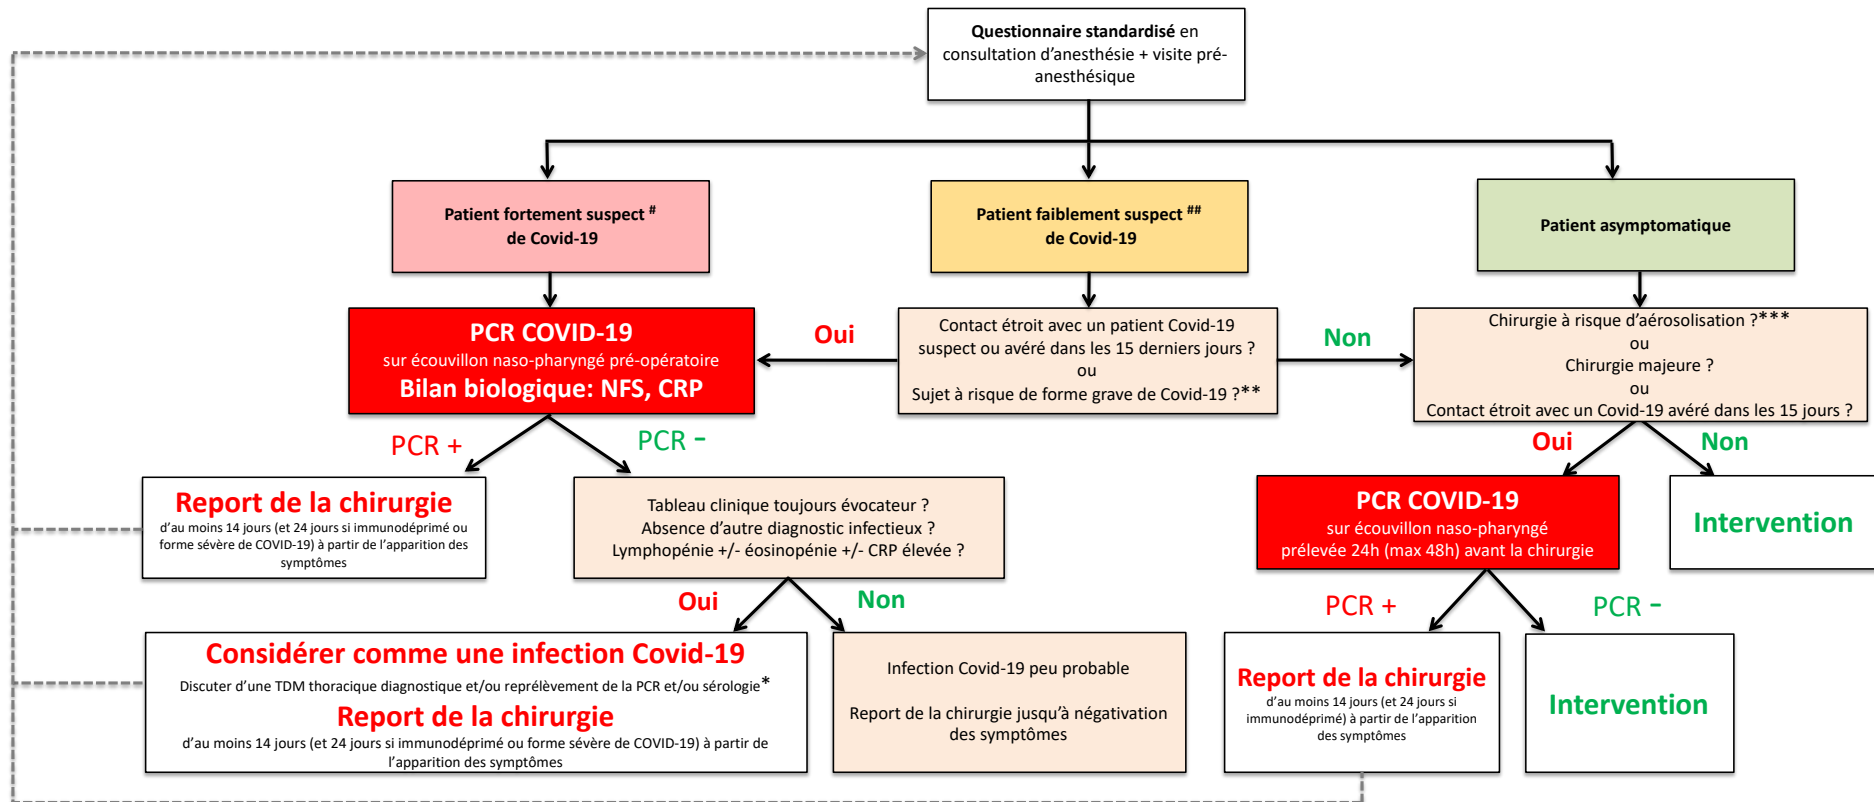 Questionnaire standardisé en
consultation d'anesthésie + visite pré-
anesthésique
Patient fortement suspect #
de Covid-19
Patient faiblement suspect ##
de Covid-19
Patient asymptomatique
PCR COVID-19
sur écouvillon naso-pharyngé pré-opératoire
Bilan biologique: NFS, CRP
Oui
Contact étroit avec un patient Covid-19
suspect ou avéré dans les 15 derniers jours ?
ou
Sujet à risque de forme grave de Covid-19 ?**
Non
Chirurgie à risque d'aérosolisation ?***
ou
Chirurgie majeure ?
ou
Contact étroit avec un Covid-19 avéré dans les 15 jours ?
PCR +
PCR -
Oui
Non
Report de la chirurgie
d'au moins 14 jours (et 24 jours si immunodéprimé ou
forme sévère de COVID-19) à partir de l'apparition des
symptômes
Tableau clinique toujours évocateur ?
Absence d'autre diagnostic infectieux ?
Lymphopénie +/- éosinopénie +/- CRP élevée ?
PCR COVID-19
sur écouvillon naso-pharyngé
prélevée 24h (max 48h) avant la chirurgie
Intervention
Oui
Non
PCR +
PCR -
Considérer comme une infection Covid-19
Discuter d'une TDM thoracique diagnostique et/ou reprélèvement de la PCR et/ou sérologie*
Report de la chirurgie
d'au moins 14 jours (et 24 jours si immunodéprimé ou forme sévère de COVID-19) à partir de
l'apparition des symptômes
Infection Covid-19 peu probable
Report de la chirurgie jusqu'à négativation
des symptômes
Report de la chirurgie
d'au moins 14 jours (et 24 jours si
immunodéprimé) à partir de l'apparition
des symptômes
Intervention